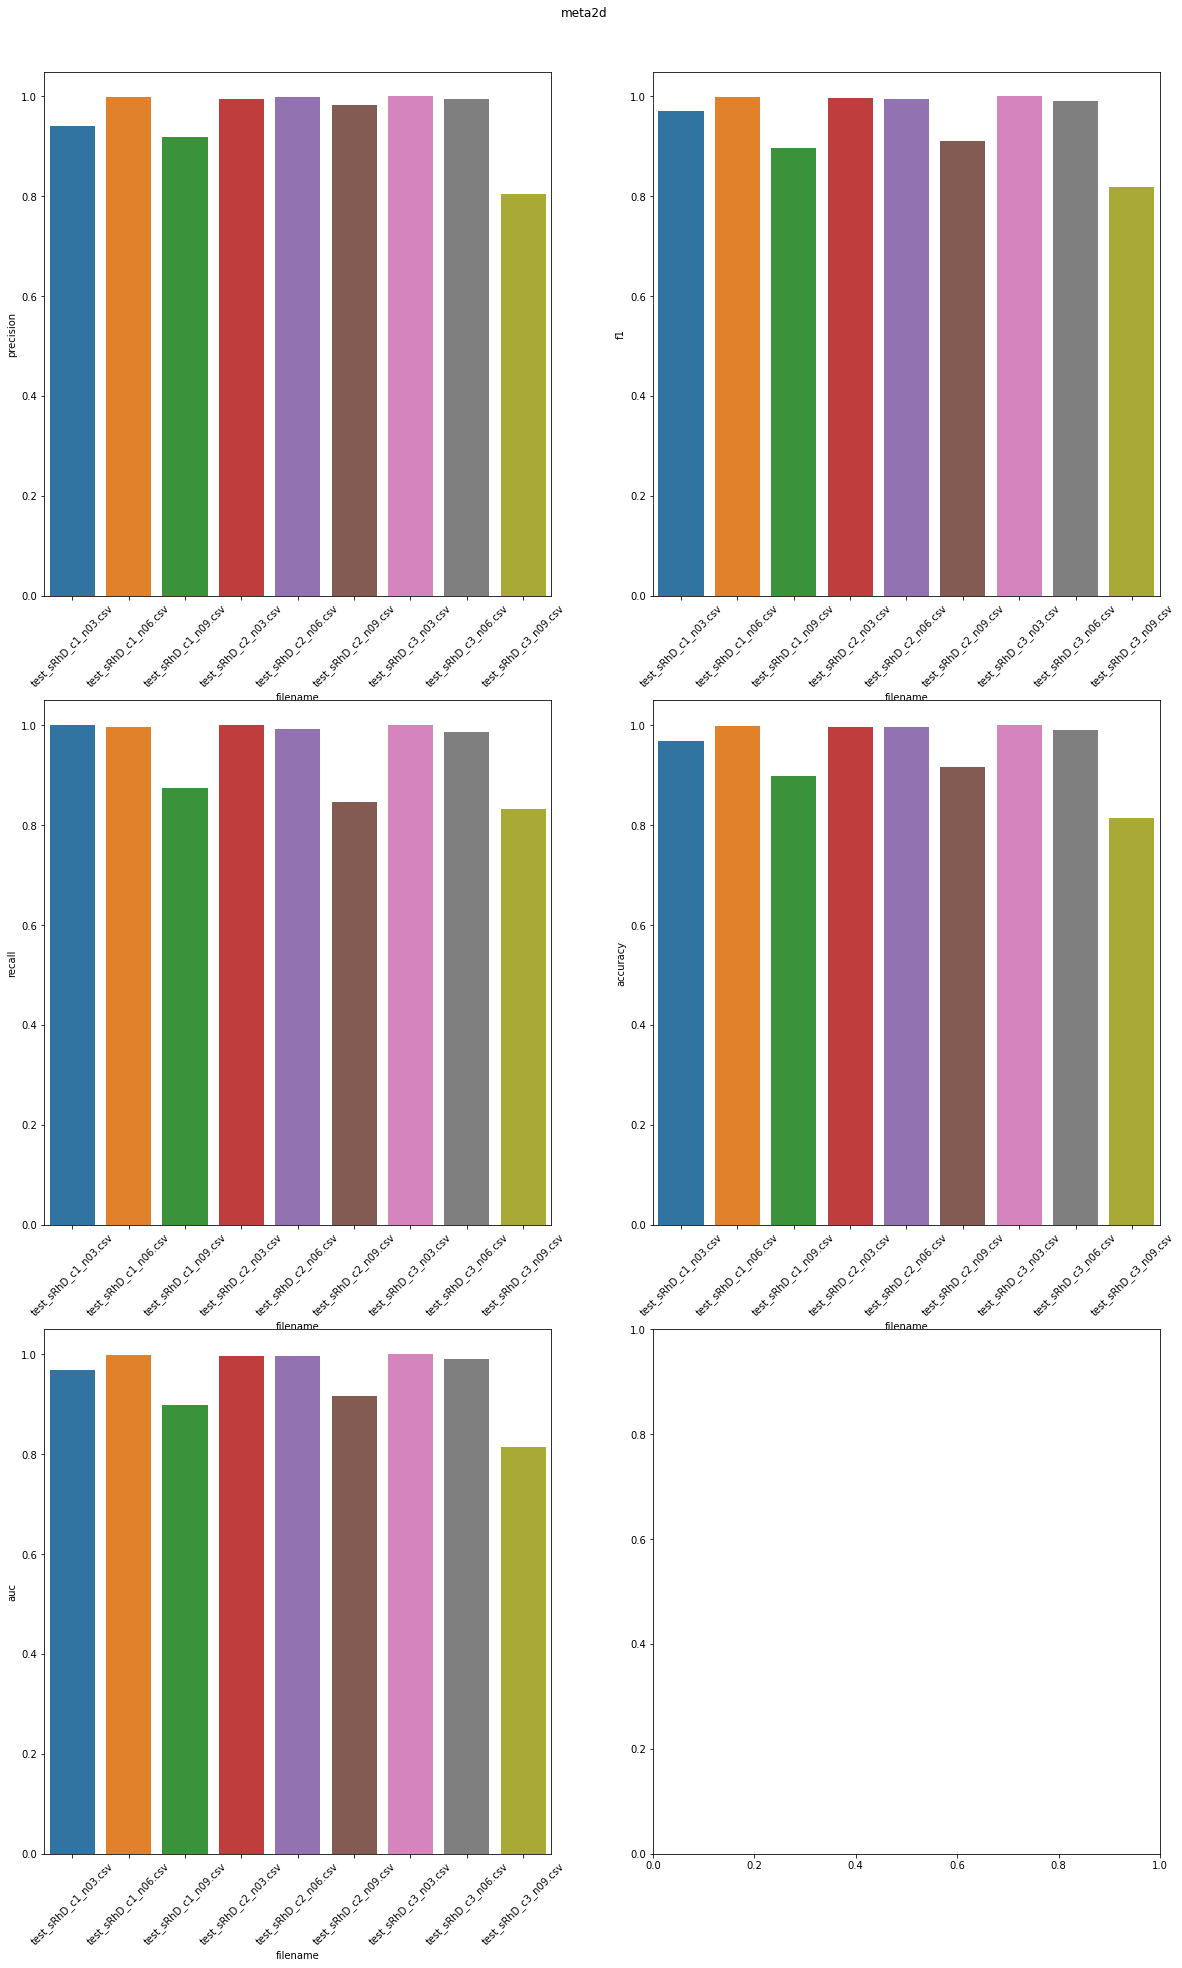 meta2d
1.0
0.8
0.6
0.4
0.2
0.0
precision
test_sRhD_c1_n03.csv
test_sRhD_c1_n06.csv
test_sRhD_c1_n09.csv
test_sRhD_c2_n03.csv
test_sRhD_c2_n06.csv
test_sRhD_c2_n09.csv
test_sRhD_c3_n03.csv
test_sRhD_c3_n06.csv
test_sRhD_c3_n09.csv
filename
1.0
0.8
0.6
0.4
0.2
0.0
f1
test_sRhD_c1_n03.csv
test_sRhD_c1_n06.csv
test_sRhD_c1_n09.csv
test_sRhD_c2_n03.csv
test_sRhD_c2_n06.csv
test_sRhD_c2_n09.csv
test_sRhD_c3_n03.csv
test_sRhD_c3_n06.csv
test_sRhD_c3_n09.csv
filename
1.0
0.8
0.6
0.4
0.2
0.0
recall
test_sRhD_c1_n03.csv
test_sRhD_c1_n06.csv
test_sRhD_c1_n09.csv
test_sRhD_c2_n03.csv
test_sRhD_c2_n06.csv
test_sRhD_c2_n09.csv
test_sRhD_c3_n03.csv
test_sRhD_c3_n06.csv
test_sRhD_c3_n09.csv
filename
1.0
0.8
0.6
0.4
0.2
0.0
accuracy
test_sRhD_c1_n03.csv
test_sRhD_c1_n06.csv
test_sRhD_c1_n09.csv
test_sRhD_c2_n03.csv
test_sRhD_c2_n06.csv
test_sRhD_c2_n09.csv
test_sRhD_c3_n03.csv
test_sRhD_c3_n06.csv
test_sRhD_c3_n09.csv
filename
1.0
0.8
0.6
0.4
0.2
0.0
auc
test_sRhD_c1_n03.csv
test_sRhD_c1_n06.csv
test_sRhD_c1_n09.csv
test_sRhD_c2_n03.csv
test_sRhD_c2_n06.csv
test_sRhD_c2_n09.csv
test_sRhD_c3_n03.csv
test_sRhD_c3_n06.csv
test_sRhD_c3_n09.csv
filename
1.0
0.8
0.6
0.4
0.2
0.0
0.0 0.2 0.4 0.6 0.8 1.0